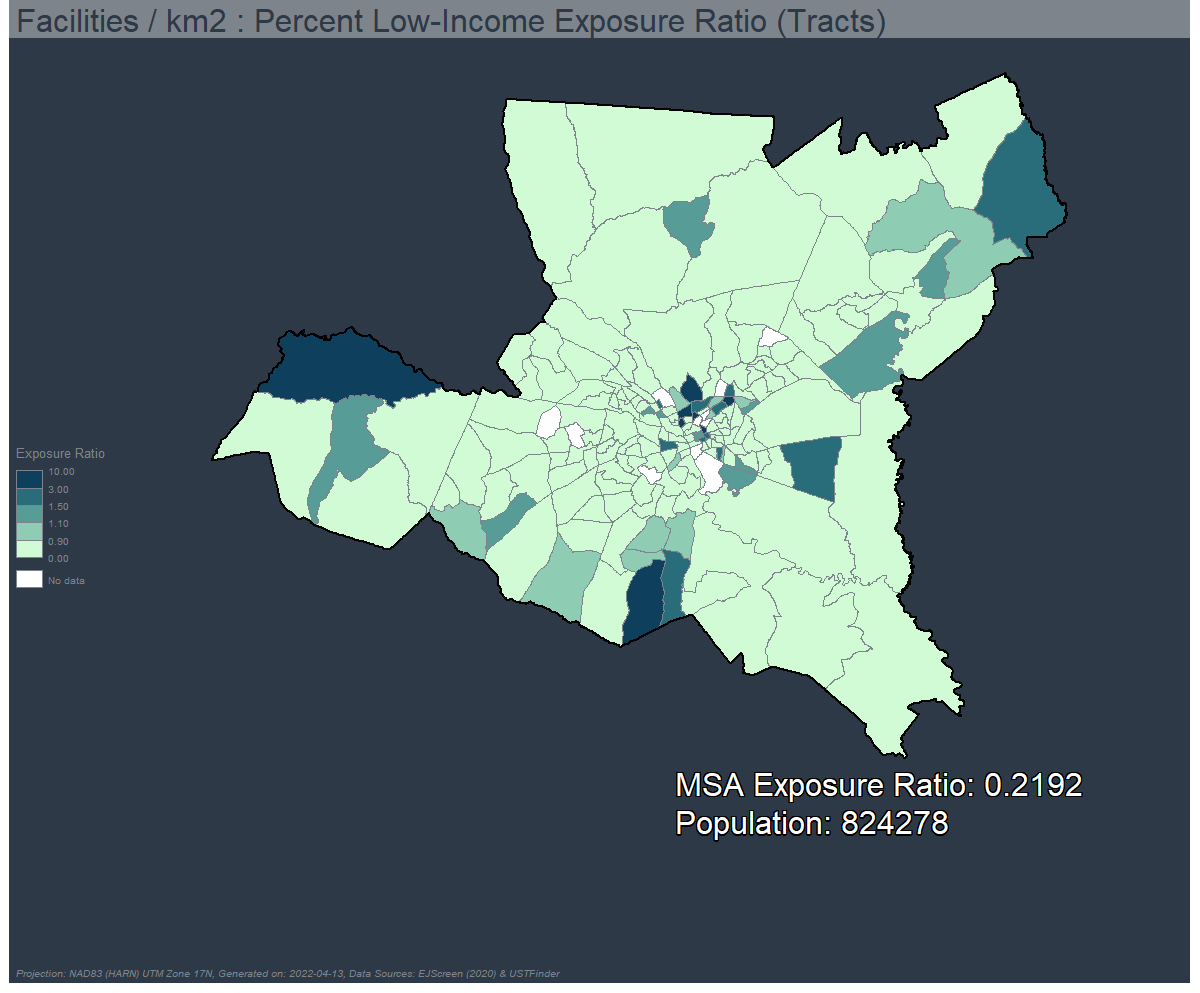 Facilities / km2 : Percent Low-Income Exposure Ratio (Tracts)
Exposure Ratio
10.00
3.00
1.50
1.10
0.90
0.00
No data
MSA Exposure Ratio: 0.2192
Population: 824278
Projection: NAD83 (HARN) UTM Zone 17N, Generated on: 2022-04-13, Data Sources: EJScreen (2020) & USTFinder